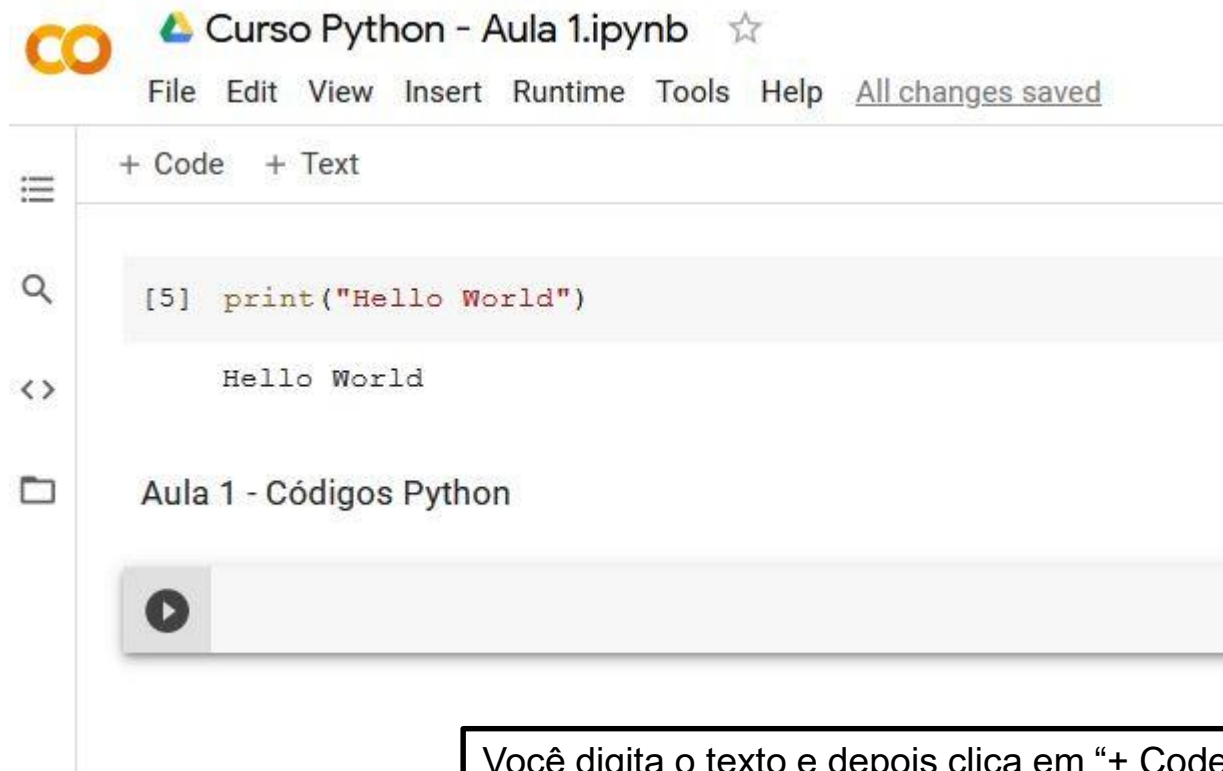 CO Curso Python - Aula 1.ipynb
File Edit View Insert Runtime Tools Help All changes saved
+ Code + Text
[5] print("Hello World")
Hello World
Aula 1 - Códigos Python
Você digita o texto e depois clica em “+ Code